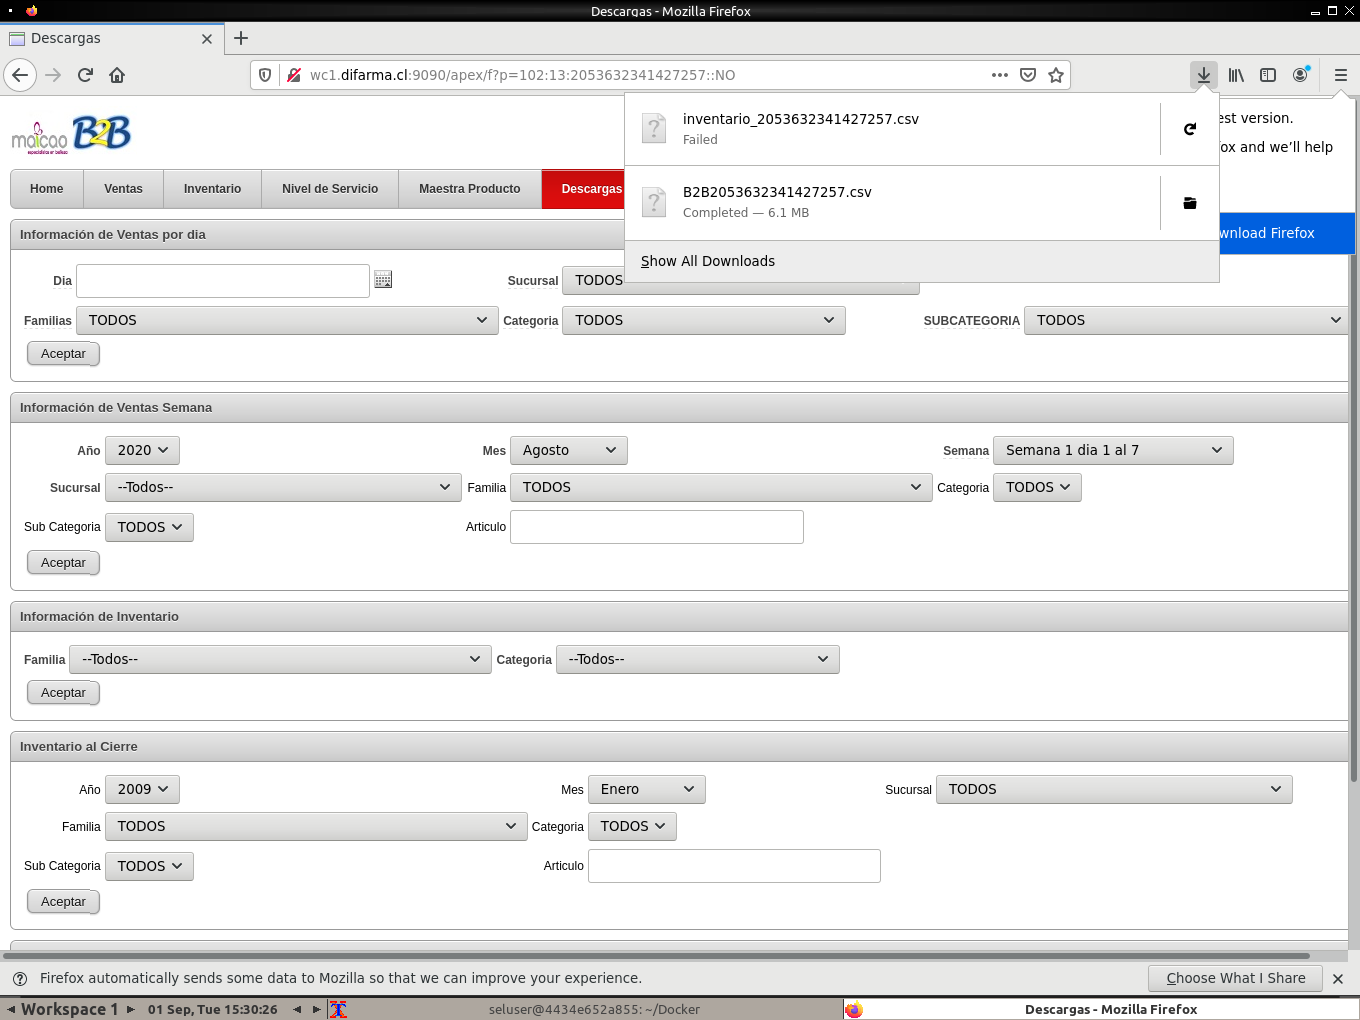 Descargas - Mozilla Firefox
Descargas
wc1.difarma.cl:9090/apex/f?p=102:13:2053632341427257::NO
inventario_2053632341427257.csv
Failed
B2B2053632341427257.csv
Completed — 6.1 MB
Show All Downloads
est version.
fox and we'll help
wnload Firefox
maicao B2B
especialistas en belleza
Home Ventas Inventario Nivel de Servicio Maestra Producto Descargas
Información de Ventas por dia
Dia Sucursal TODOS
Familias TODOS Categoria TODOS SUBCATEGORIA TODOS
Aceptar
Información de Ventas Semana
Año 2020 Mes Agosto Semana Semana 1 dia 1 al 7
Sucursal --Todos-- Familia TODOS Categoria TODOS
Sub Categoria TODOS Articulo
Aceptar
Información de Inventario
Familia --Todos-- Categoria --Todos--
Aceptar
Inventario al Cierre
Año 2009 Mes Enero Sucursal TODOS
Familia TODOS Categoria TODOS
Sub Categoria TODOS Articulo
Aceptar
Firefox automatically sends some data to Mozilla so that we can improve your experience. Choose What I Share
Workspace 1 01 Sep, Tue 15:30:26 seluser@4434e652a855: ~/Docker Descargas - Mozilla Firefox